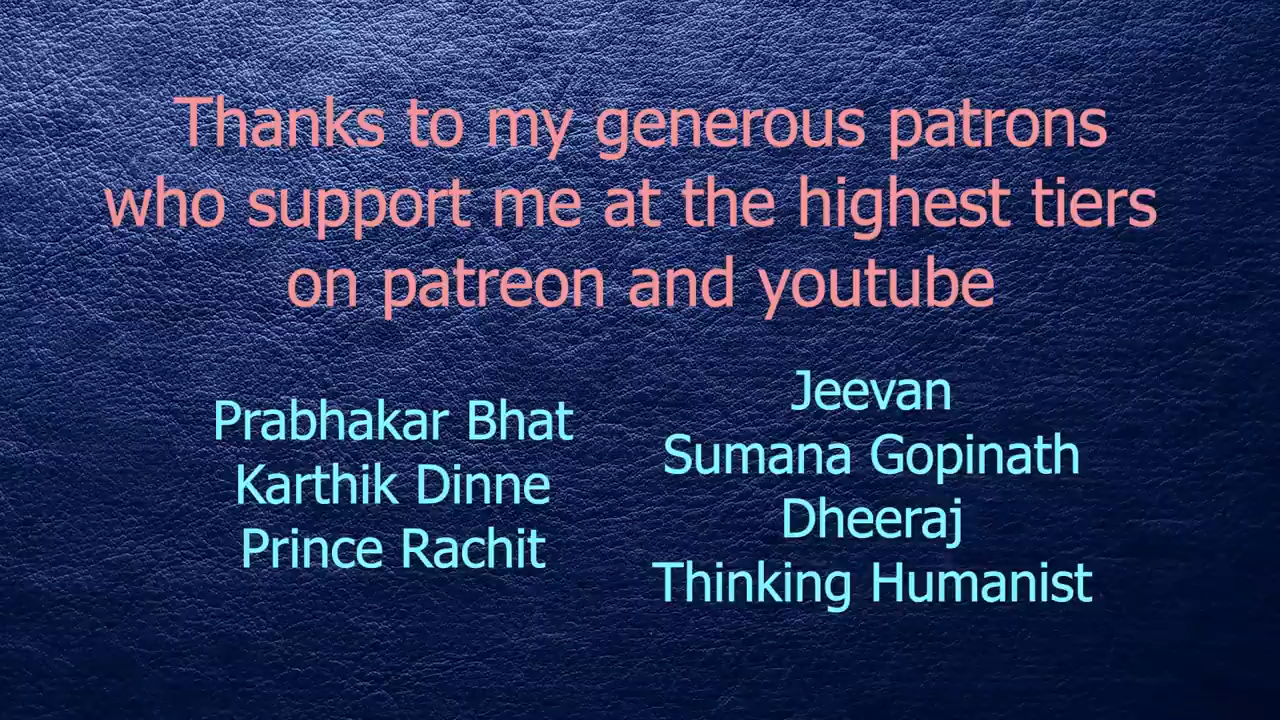 Thanks to my generous patrons
who support me at the highest tiers
on patreon and youtube
Prabhakar Bhat
Karthik Dinne
Prince Rachit
Jeevan
Sumana Gopinath
Dheeraj
Thinking Humanist